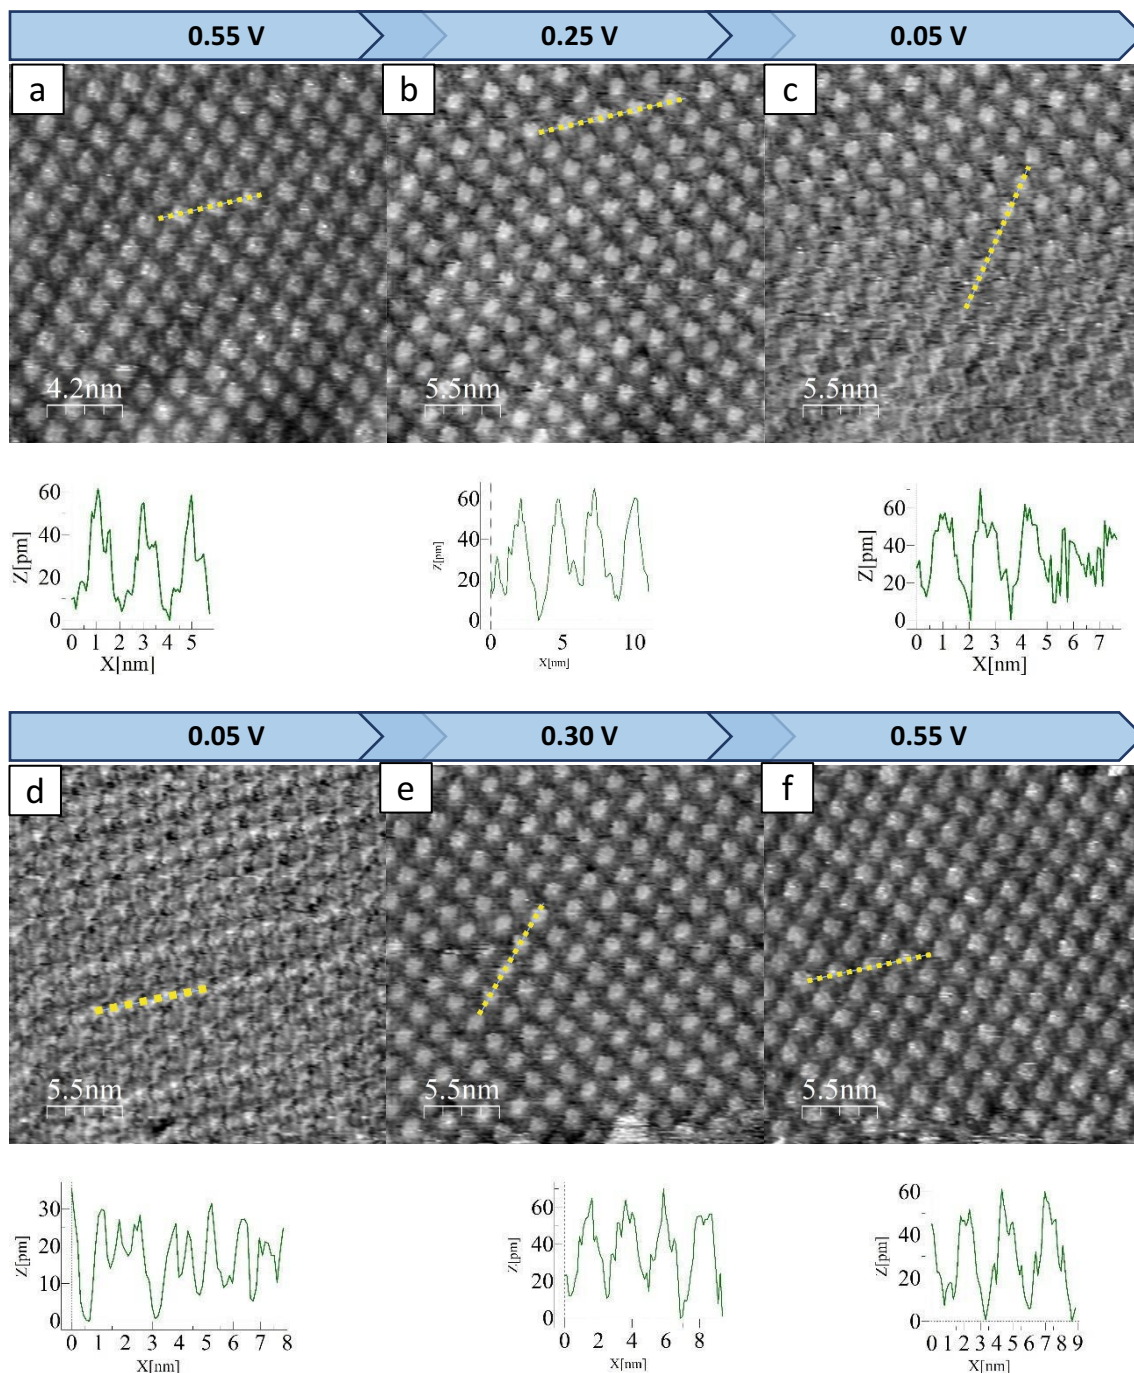 0.55 V 0.25 V 0.05 V
a b c
4.2nm 5.5nm 5.5nm
60
40
20
0
Z[pm]
0 1 2 3 4 5
X[nm]
60
40
20
0
Z[pm]
0 5 10
X[nm]
60
40
20
0
Z[pm]
0 1 2 3 4 5 6 7
X[nm]
0.05 V 0.30 V 0.55 V
d e f
5.5nm 5.5nm 5.5nm
30
20
10
0
Z[pm]
0 1 2 3 4 5 6 7 8
X[nm]
60
40
20
0
Z[pm]
0 2 4 6 8
X[nm]
60
40
20
0
Z[pm]
0 1 2 3 4 5 6 7 8 9
X[nm]